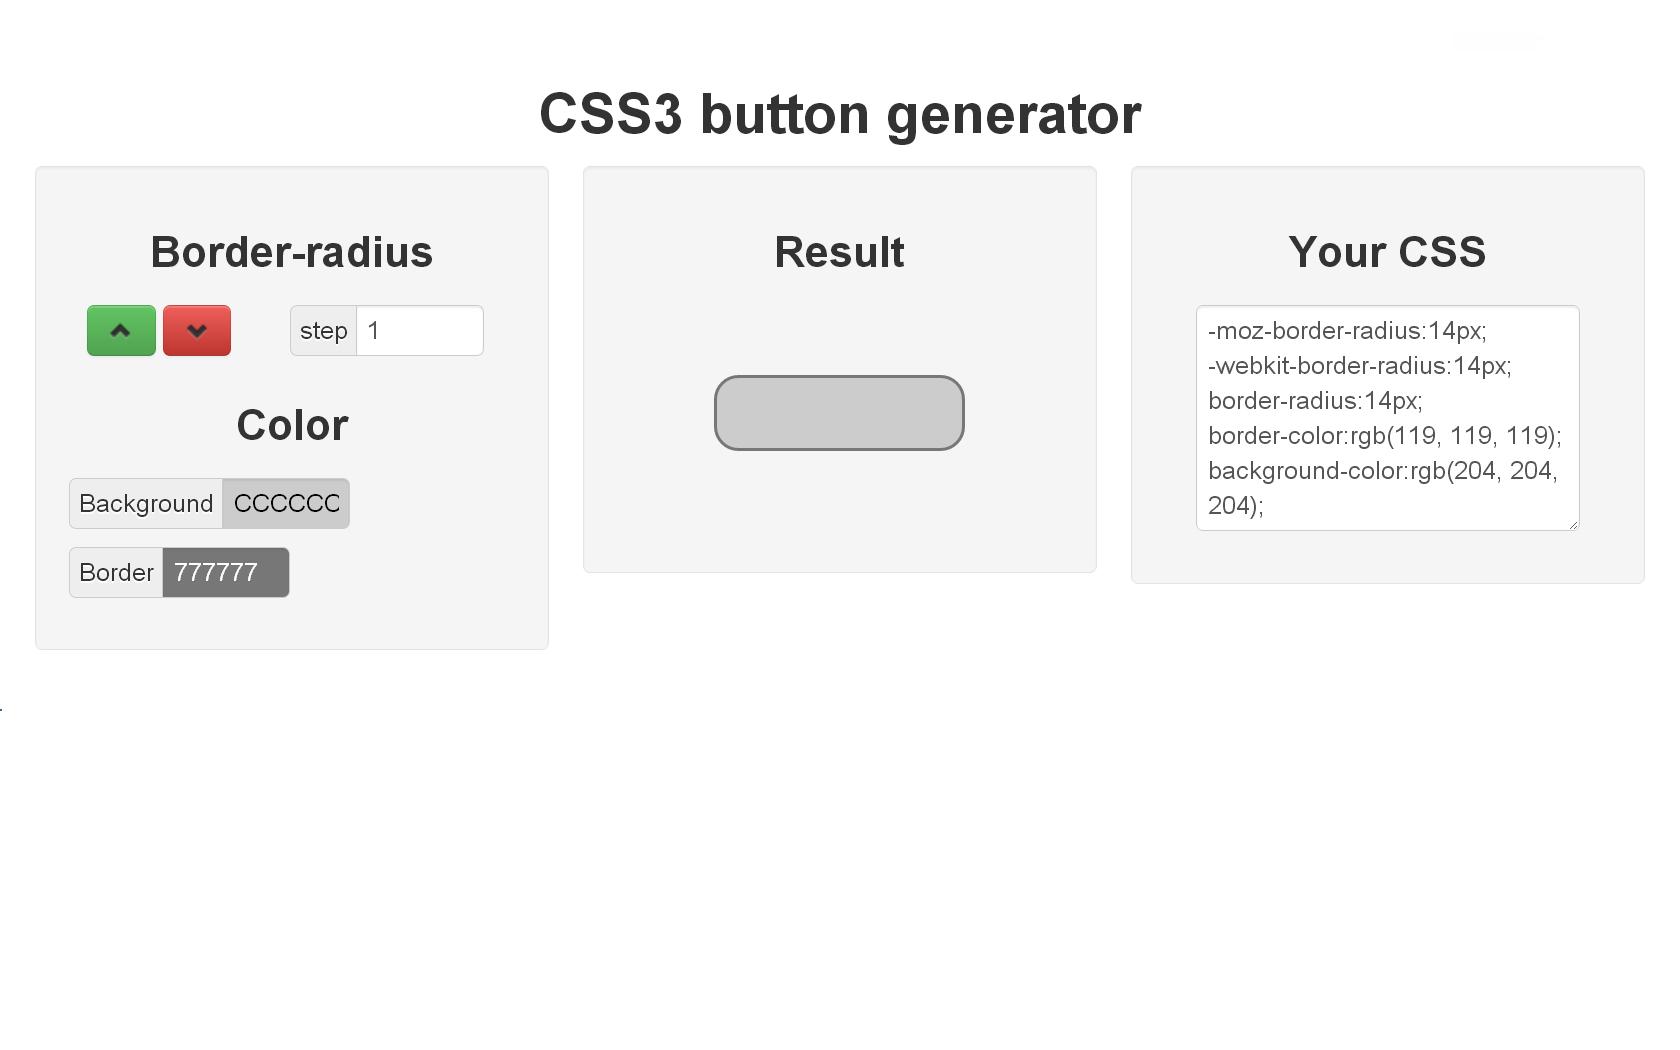 CSS3 button generator
Border-radius
step 1
Color
Background CCCCCC
Border 777777
Result
Your CSS
-moz-border-radius:14px;
-webkit-border-radius:14px;
border-radius:14px;
border-color:rgb(119, 119, 119);
background-color:rgb(204, 204,
204);